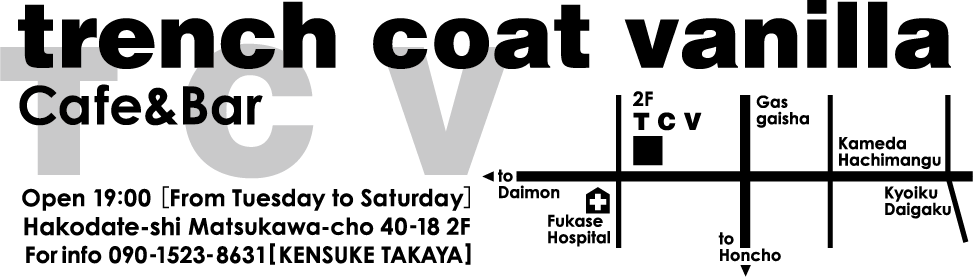 trench coat vanilla
TCV
Cafe&Bar
Open 19:00 [From Tuesday to Saturday]
Hakodate-shi Matsukawa-cho 40-18 2F
For info 090-1523-8631[KENSUKE TAKAYA]
2F
TCV
Gas
gaisha
Kameda
Hachimangu
to
Daimon
Kyoiku
Daigaku
Fukase
Hospital
to
Honcho